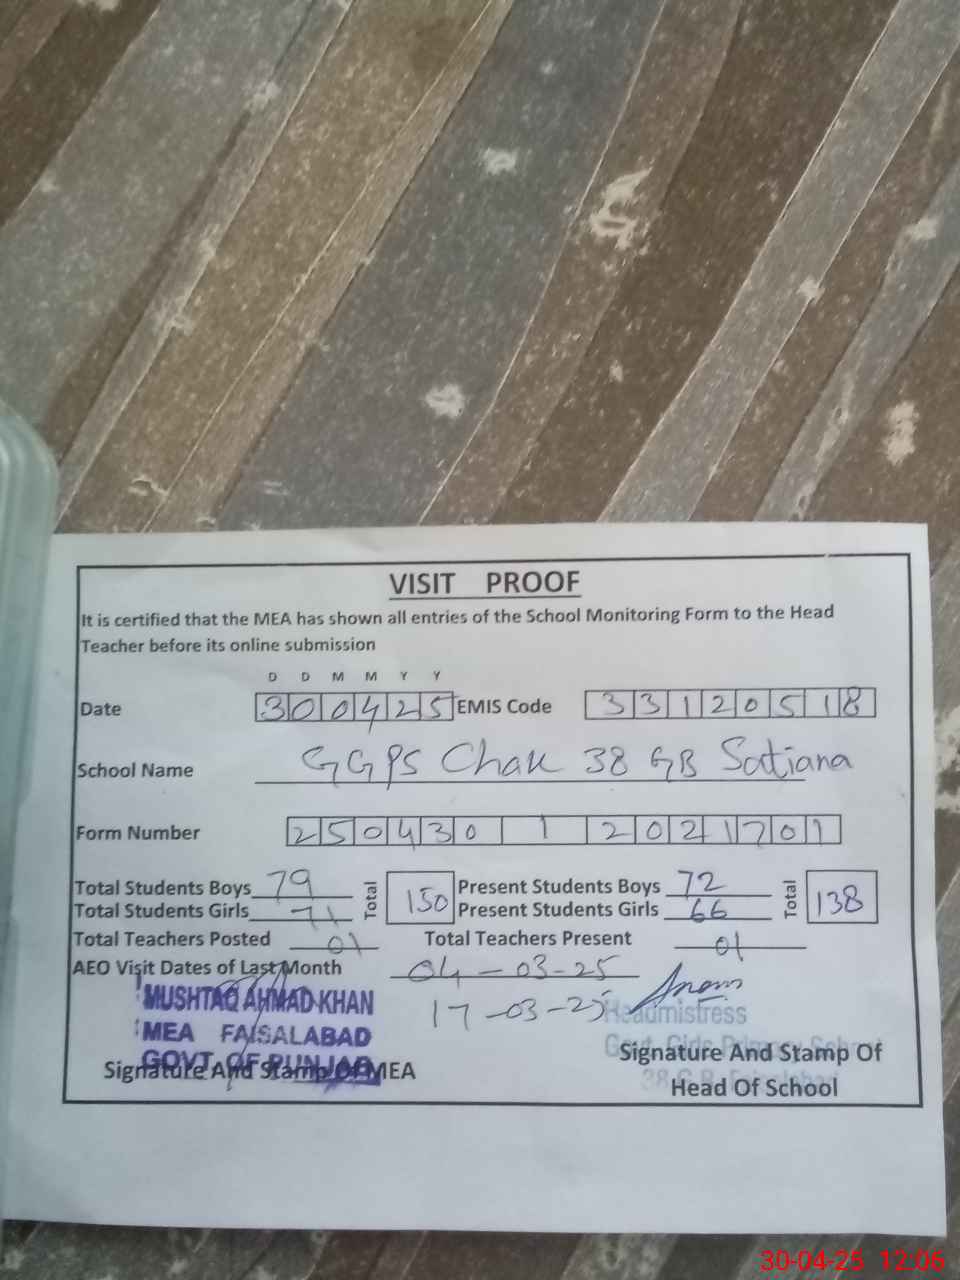 VISIT PROOF
It is certified that the MEA has shown all entries of the School Monitoring Form to the Head
Teacher before its online submission
D D M M Y Y
Date 300425 EMIS Code 33120518
School Name GGPS Chak 38 GB Satiana
Form Number 250430 1 2021701
Total Students Boys 79 Total 150 Present Students Boys 72 Total 138
Total Students Girls 71 Present Students Girls 66
Total Teachers Posted 01 Total Teachers Present 01
AEO Visit Dates of Last Month 04-03-25
17-03-25
MUSHTAQ AHMAD KHAN
MEA FAISALABAD
GOVT OF PUNJAB
Signature And Stamp Of MEA
Headmistress
Govt. Girls Primary School
38 G.B.
Signature And Stamp Of
Head Of School
30-04-25 12:06